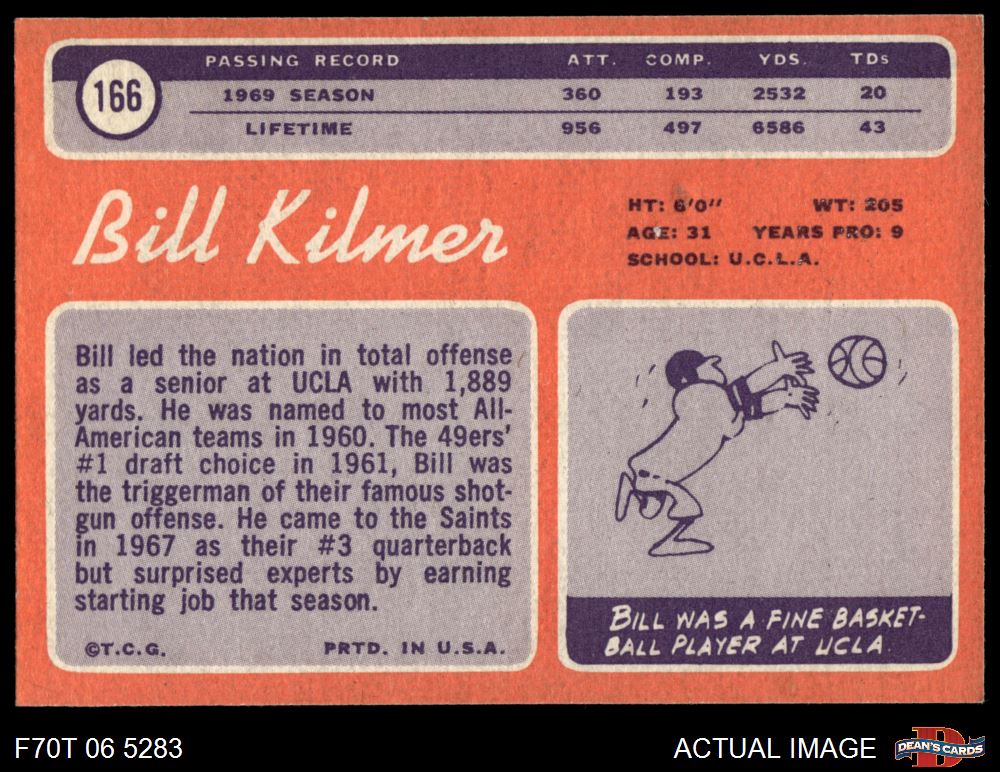 166
PASSING RECORD ATT. COMP. YDS. TDs
1969 SEASON 360 193 2532 20
LIFETIME 956 497 6586 43
Bill Kilmer
HT: 6'0" WT: 205
AGE: 31 YEARS PRO: 9
SCHOOL: U.C.L.A.
Bill led the nation in total offense
as a senior at UCLA with 1,889
yards. He was named to most All-
American teams in 1960. The 49ers'
#1 draft choice in 1961, Bill was
the triggerman of their famous shot-
gun offense. He came to the Saints
in 1967 as their #3 quarterback
but surprised experts by earning
starting job that season.
©T.C.G. PRTD. IN U.S.A.
BILL WAS A FINE BASKET-
BALL PLAYER AT UCLA.
F70T 06 5283
ACTUAL IMAGE
D
DEAN'S CARDS